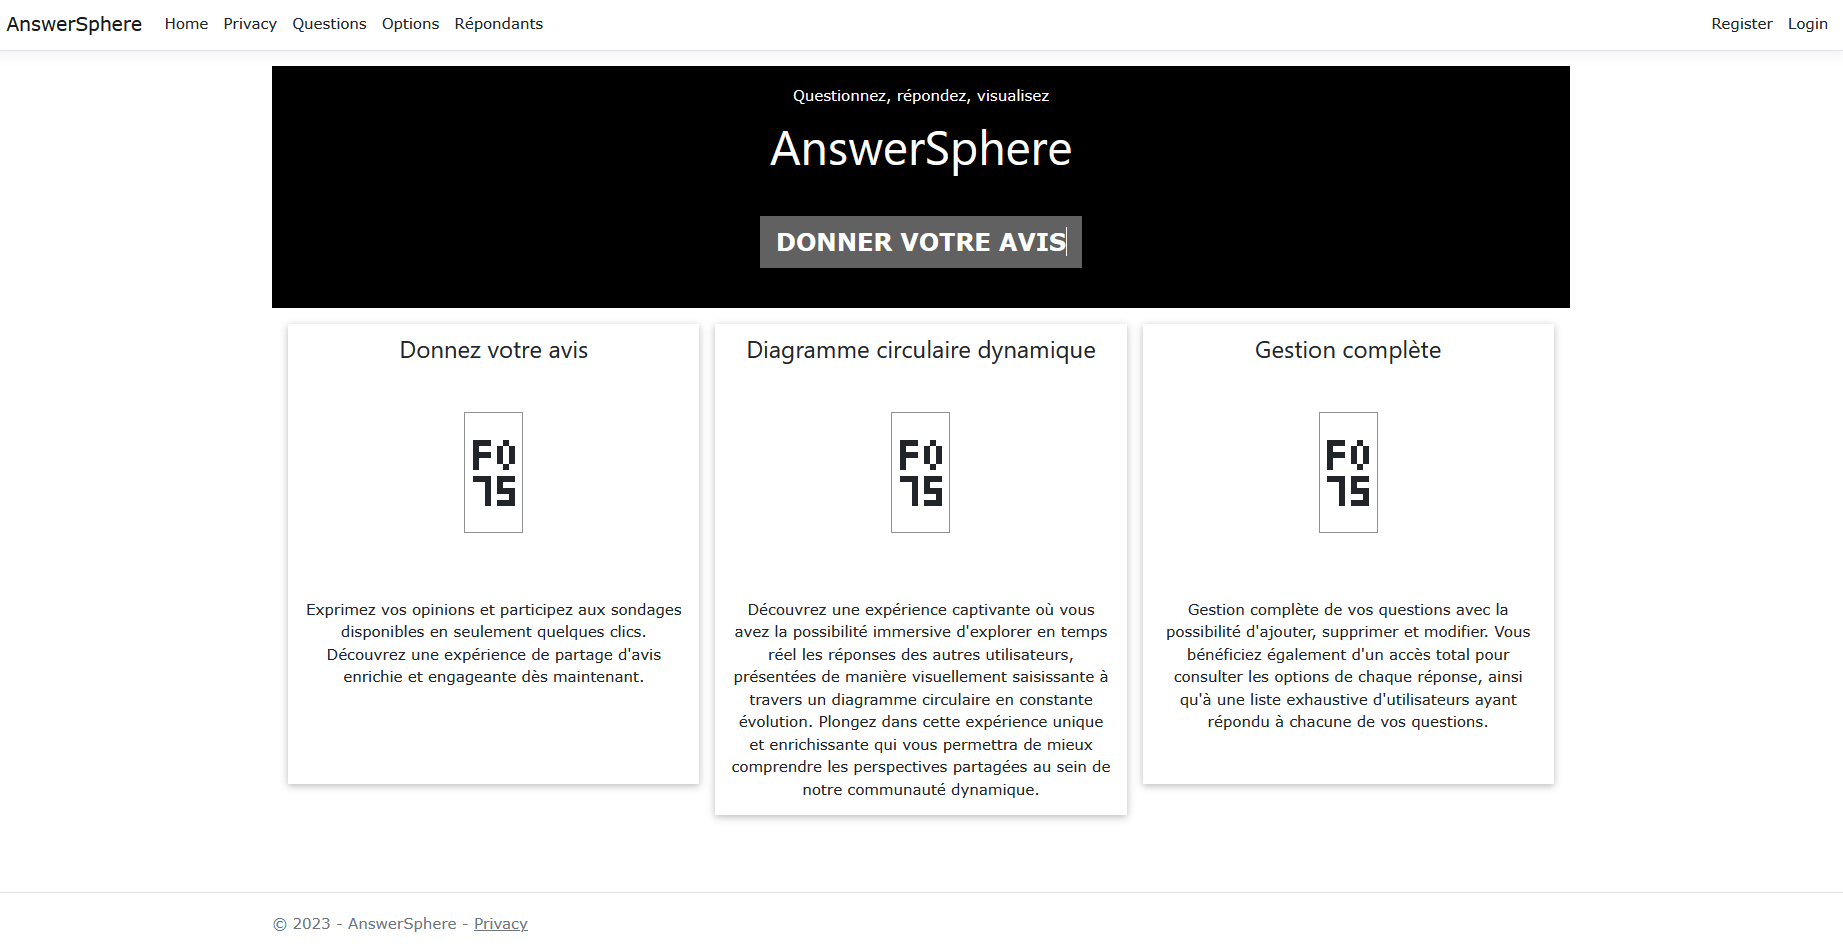 AnswerSphere Home Privacy Questions Options Répondants Register Login
Questionnez, répondez, visualisez
AnswerSphere
DONNER VOTRE AVIS
Donnez votre avis
F0
75
Exprimez vos opinions et participez aux sondages
disponibles en seulement quelques clics.
Découvrez une expérience de partage d'avis
enrichie et engageante dès maintenant.
Diagramme circulaire dynamique
F0
75
Découvrez une expérience captivante où vous
avez la possibilité immersive d'explorer en temps
réel les réponses des autres utilisateurs,
présentées de manière visuellement saisissante à
travers un diagramme circulaire en constante
évolution. Plongez dans cette expérience unique
et enrichissante qui vous permettra de mieux
comprendre les perspectives partagées au sein de
notre communauté dynamique.
Gestion complète
F0
75
Gestion complète de vos questions avec la
possibilité d'ajouter, supprimer et modifier. Vous
bénéficiez également d'un accès total pour
consulter les options de chaque réponse, ainsi
qu'à une liste exhaustive d'utilisateurs ayant
répondu à chacune de vos questions.
© 2023 - AnswerSphere - Privacy